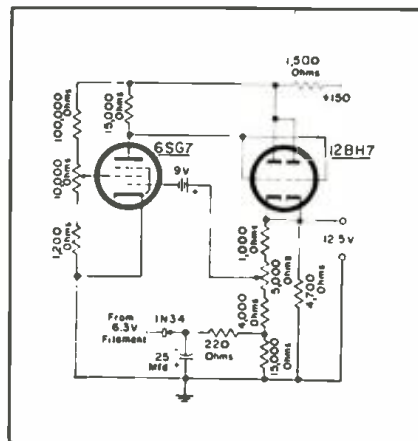 1,500
Ohms
+150
100,000
Ohms
15,000
Ohms
6SG7
12BH7
10,000
Ohms
9V
+
1,200
Ohms
1,000
Ohms
5,000
Ohms
12 5V
4,000
Ohms
4,700
Ohms
From
6.3V
Filament
1N34
220
Ohms
25
Mfd
-
+
15,000
Ohms